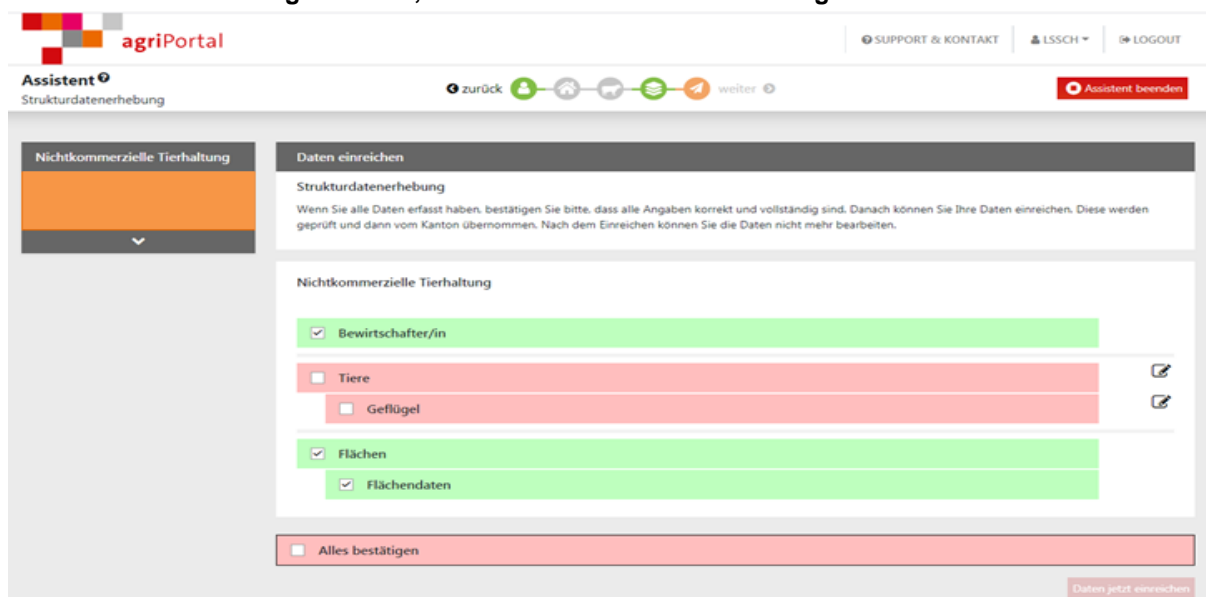 agriPortal
SUPPORT & KONTAKT
LSSCH
LOGOUT
Assistent
Strukturdatenerhebung
zurück
weiter
Assistent beenden
Nichtkommerzielle Tierhaltung
Daten einreichen
Strukturdatenerhebung
Wenn Sie alle Daten erfasst haben, bestätigen Sie bitte, dass alle Angaben korrekt und vollständig sind. Danach können Sie Ihre Daten einreichen. Diese werden
geprüft und dann vom Kanton übernommen. Nach dem Einreichen können Sie die Daten nicht mehr bearbeiten.
Nichtkommerzielle Tierhaltung
Bewirtschafter/in
Tiere
Geflügel
Flächen
Flächendaten
Alles bestätigen
Daten jetzt einreichen